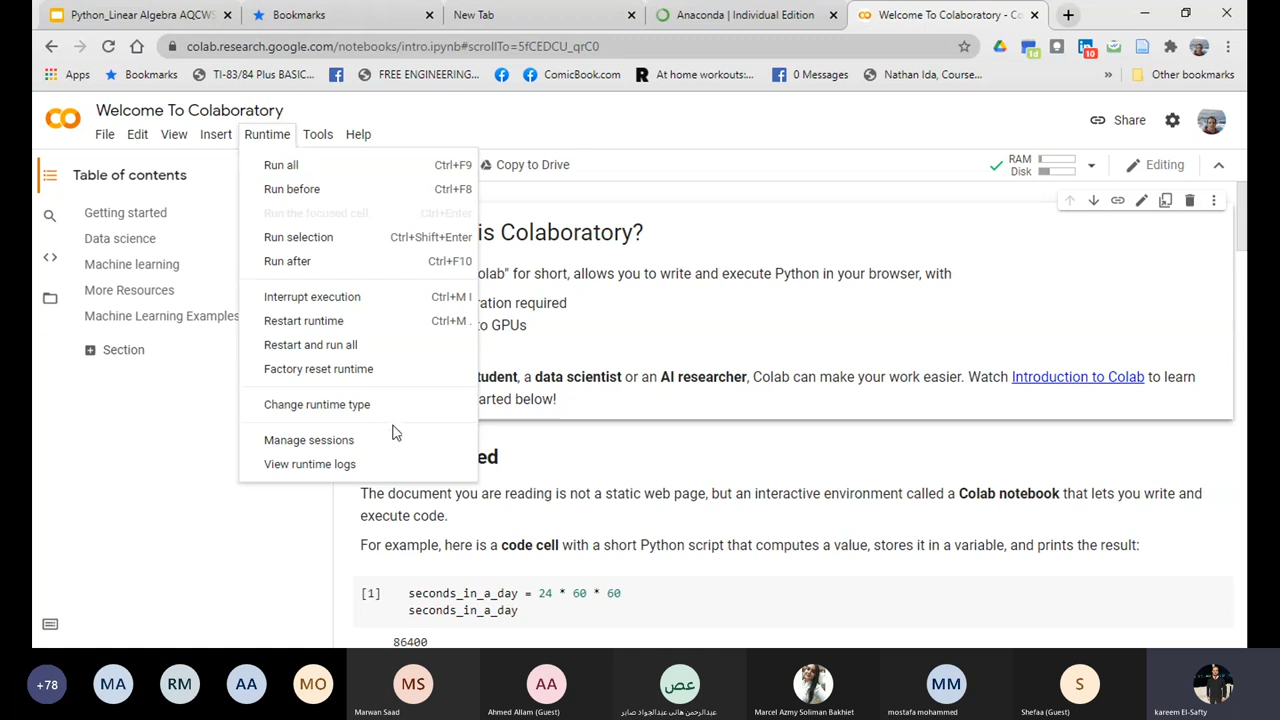 Python_Linear Algebra AQCWS
Bookmarks
New Tab
Anaconda | Individual Edition
Welcome To Colaboratory - Co
colab.research.google.com/notebooks/intro.ipynb#scrollTo=5fCEDCU_qrC0
1d
10
Apps
Bookmarks
TI-83/84 Plus BASIC...
FREE ENGINEERING...
ComicBook.com
R At home workouts:...
0 Messages
Nathan Ida, Course...
»
Other bookmarks
Welcome To Colaboratory
File Edit View Insert Runtime Tools Help
Share
Table of contents
Getting started
Data science
Machine learning
More Resources
Machine Learning Examples
Section
Run all Ctrl+F9
Run before Ctrl+F8
Run the focused cell Ctrl+Enter
Run selection Ctrl+Shift+Enter
Run after Ctrl+F10
Interrupt execution Ctrl+M I
Restart runtime Ctrl+M .
Restart and run all
Factory reset runtime
Change runtime type
Manage sessions
View runtime logs
Copy to Drive
RAM
Disk
Editing
is Colaboratory?
olab" for short, allows you to write and execute Python in your browser, with
ration required
to GPUs
tudent, a data scientist or an AI researcher, Colab can make your work easier. Watch Introduction to Colab to learn
arted below!
ed
The document you are reading is not a static web page, but an interactive environment called a Colab notebook that lets you write and
execute code.
For example, here is a code cell with a short Python script that computes a value, stores it in a variable, and prints the result:
[1] seconds_in_a_day = 24 * 60 * 60
seconds_in_a_day
86400
+78
MA
RM
AA
MO
MS
Marwan Saad
AA
Ahmed Allam (Guest)
عص
عبدالرحمن هانى عبدالجواد صابر
Marcel Azmy Soliman Bakhiet
MM
mostafa mohammed
S
Shefaa (Guest)
kareem El-Safty